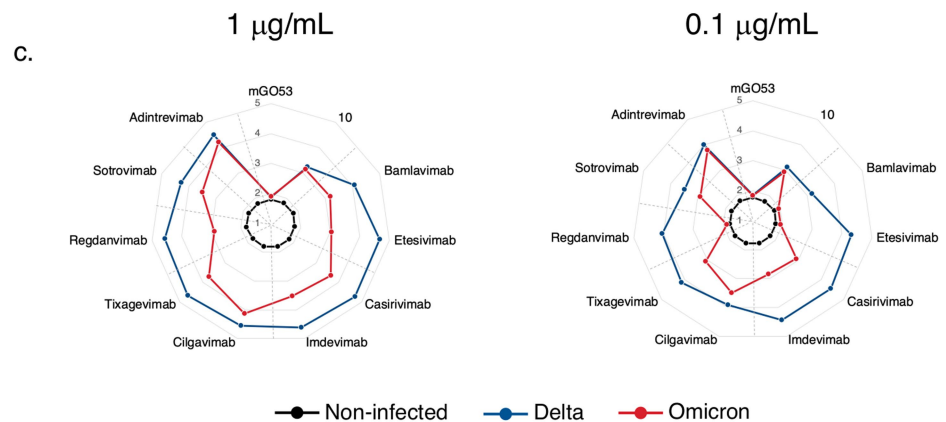 1 μg/mL
0.1 μg/mL
c.
mGO53
10
Bamlavimab
Etesivimab
Casirivimab
Imdevimab
Cilgavimab
Tixagevimab
Regdanvimab
Sotrovimab
Adintrevimab
5
4
3
2
1
mGO53
10
Bamlavimab
Etesivimab
Casirivimab
Imdevimab
Cilgavimab
Tixagevimab
Regdanvimab
Sotrovimab
Adintrevimab
5
4
3
2
1
Non-infected
Delta
Omicron